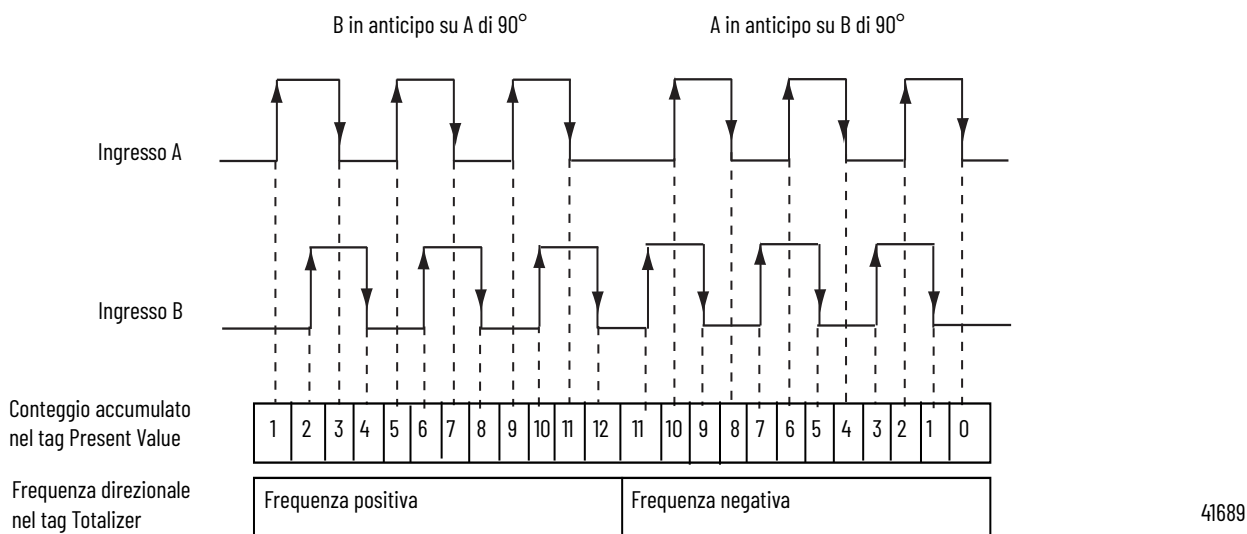 B in anticipo su A di 90°
A in anticipo su B di 90°
Ingresso A
Ingresso B
Conteggio accumulato
nel tag Present Value
1 2 3 4 5 6 7 8 9 10 11 12 11 10 9 8 7 6 5 4 3 2 1 0
Frequenza direzionale
nel tag Totalizer
Frequenza positiva
Frequenza negativa
41689